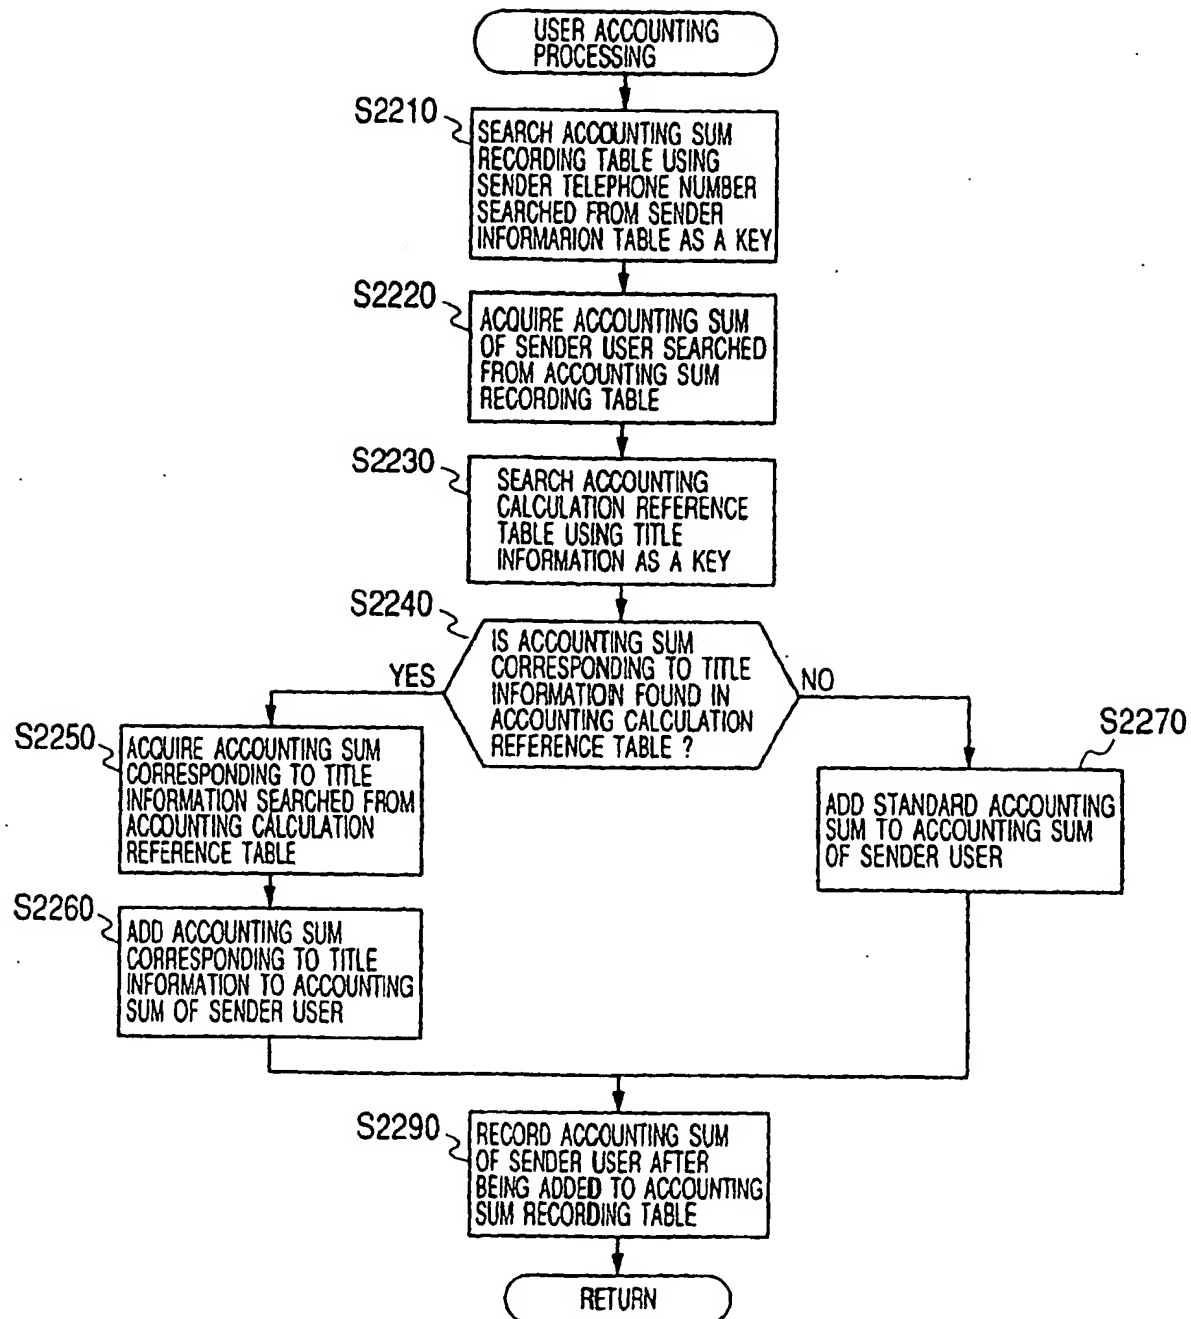 USER ACCOUNTING
PROCESSING
S2210
SEARCH ACCOUNTING SUM
RECORDING TABLE USING
SENDER TELEPHONE NUMBER
SEARCHED FROM SENDER
INFORMARION TABLE AS A KEY
S2220
ACQUIRE ACCOUNTING SUM
OF SENDER USER SEARCHED
FROM ACCOUNTING SUM
RECORDING TABLE
S2230
SEARCH ACCOUNTING
CALCULATION REFERENCE
TABLE USING TITLE
INFORMATION AS A KEY
S2240
IS ACCOUNTING SUM
CORRESPONDING TO TITLE
INFORMATION FOUND IN
ACCOUNTING CALCULATION
REFERENCE TABLE ?
YES
NO
S2250
ACQUIRE ACCOUNTING SUM
CORRESPONDING TO TITLE
INFORMATION SEARCHED FROM
ACCOUNTING CALCULATION
REFERENCE TABLE
S2260
ADD ACCOUNTING SUM
CORRESPONDING TO TITLE
INFORMATION TO ACCOUNTING
SUM OF SENDER USER
S2270
ADD STANDARD ACCOUNTING
SUM TO ACCOUNTING SUM
OF SENDER USER
S2290
RECORD ACCOUNTING SUM
OF SENDER USER AFTER
BEING ADDED TO ACCOUNTING
SUM RECORDING TABLE
RETURN